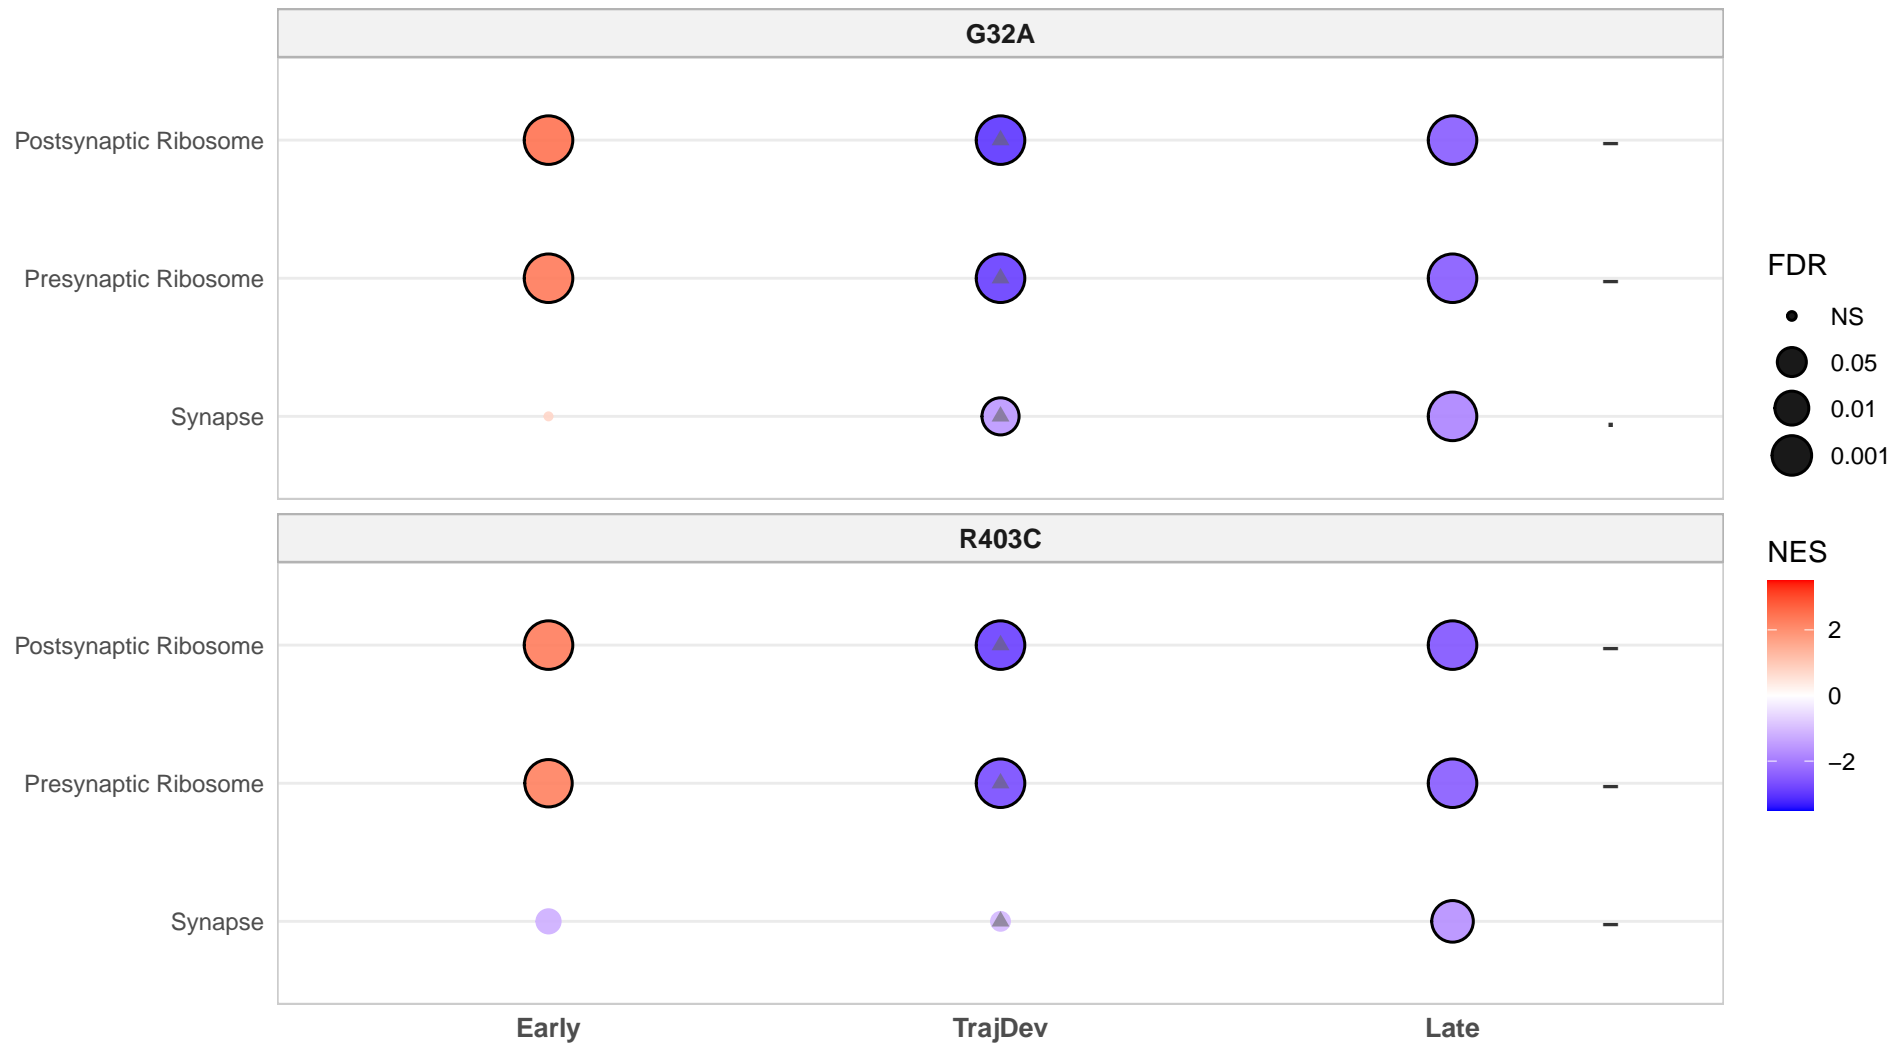 G32A
Postsynaptic Ribosome
–
Presynaptic Ribosome
–
Synapse
.
R403C
Postsynaptic Ribosome
–
Presynaptic Ribosome
–
Synapse
–
Early
TrajDev
Late
FDR
NS
0.05
0.01
0.001
NES
2
0
−2